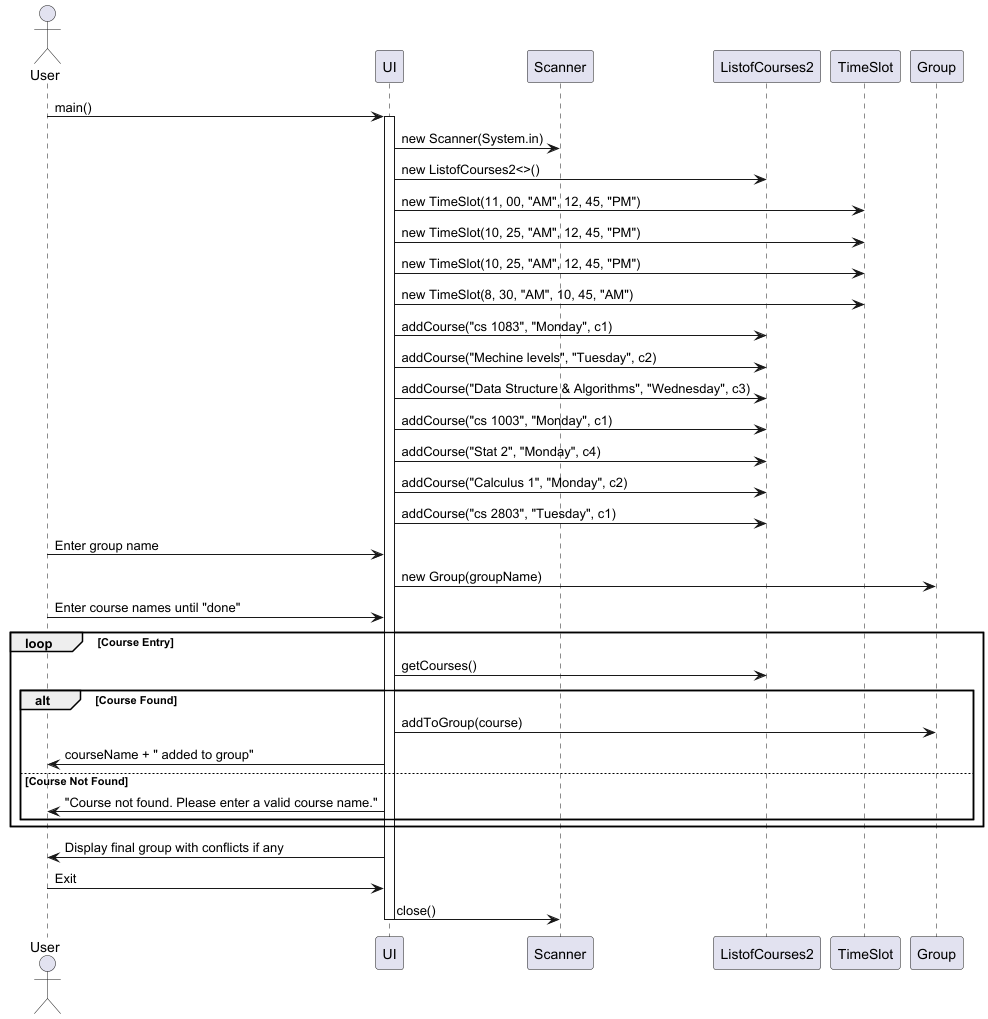 User
UI
Scanner
ListofCourses2
TimeSlot
Group
main()
new Scanner(System.in)
new ListofCourses2<>()
new TimeSlot(11, 00, "AM", 12, 45, "PM")
new TimeSlot(10, 25, "AM", 12, 45, "PM")
new TimeSlot(10, 25, "AM", 12, 45, "PM")
new TimeSlot(8, 30, "AM", 10, 45, "AM")
addCourse("cs 1083", "Monday", c1)
addCourse("Mechine levels", "Tuesday", c2)
addCourse("Data Structure & Algorithms", "Wednesday", c3)
addCourse("cs 1003", "Monday", c1)
addCourse("Stat 2", "Monday", c4)
addCourse("Calculus 1", "Monday", c2)
addCourse("cs 2803", "Tuesday", c1)
Enter group name
new Group(groupName)
Enter course names until "done"
loop [Course Entry]
getCourses()
alt [Course Found]
addToGroup(course)
courseName + " added to group"
[Course Not Found]
"Course not found. Please enter a valid course name."
Display final group with conflicts if any
Exit
close()
User
UI
Scanner
ListofCourses2
TimeSlot
Group